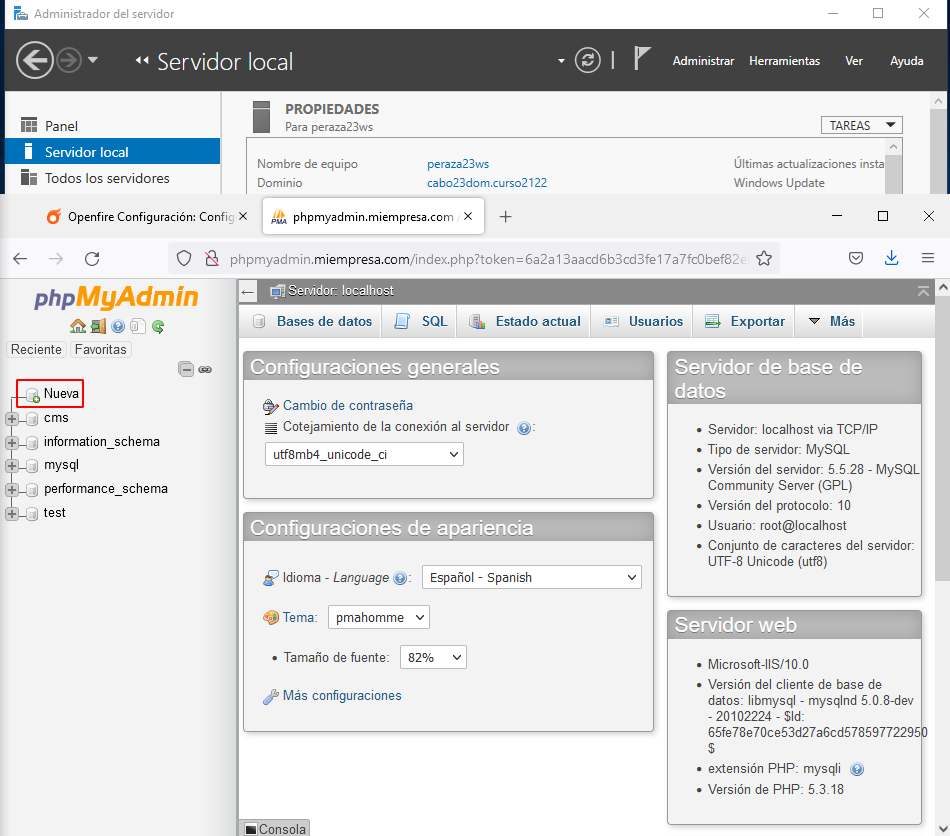 Administrador del servidor
Servidor local
Administrar Herramientas Ver Ayuda
Panel
Servidor local
Todos los servidores
PROPIEDADES
Para peraza23ws
TAREAS
Nombre de equipo peraza23ws Últimas actualizaciones insta
Dominio cabo23dom.curso2122 Windows Update
Openfire Configuración: Config
phpmyadmin.miempresa.com /
phpmyadmin.miempresa.com/index.php?token=6a2a13aacd6b3cd3fe17a7fc0bef82e
phpMyAdmin
Reciente Favoritas
Nueva
cms
information_schema
mysql
performance_schema
test
Servidor: localhost
Bases de datos SQL Estado actual Usuarios Exportar Más
Configuraciones generales
Cambio de contraseña
Cotejamiento de la conexión al servidor :
utf8mb4_unicode_ci
Configuraciones de apariencia
Idioma - Language : Español - Spanish
Tema: pmahomme
Tamaño de fuente: 82%
Más configuraciones
Servidor de base de
datos
Servidor: localhost via TCP/IP
Tipo de servidor: MySQL
Versión del servidor: 5.5.28 - MySQL
Community Server (GPL)
Versión del protocolo: 10
Usuario: root@localhost
Conjunto de caracteres del servidor:
UTF-8 Unicode (utf8)
Servidor web
Microsoft-IIS/10.0
Versión del cliente de base de
datos: libmysql - mysqlnd 5.0.8-dev
- 20102224 - $Id:
65fe78e70ce53d27a6cd578597722950
$
extensión PHP: mysqli
Versión de PHP: 5.3.18
Consola